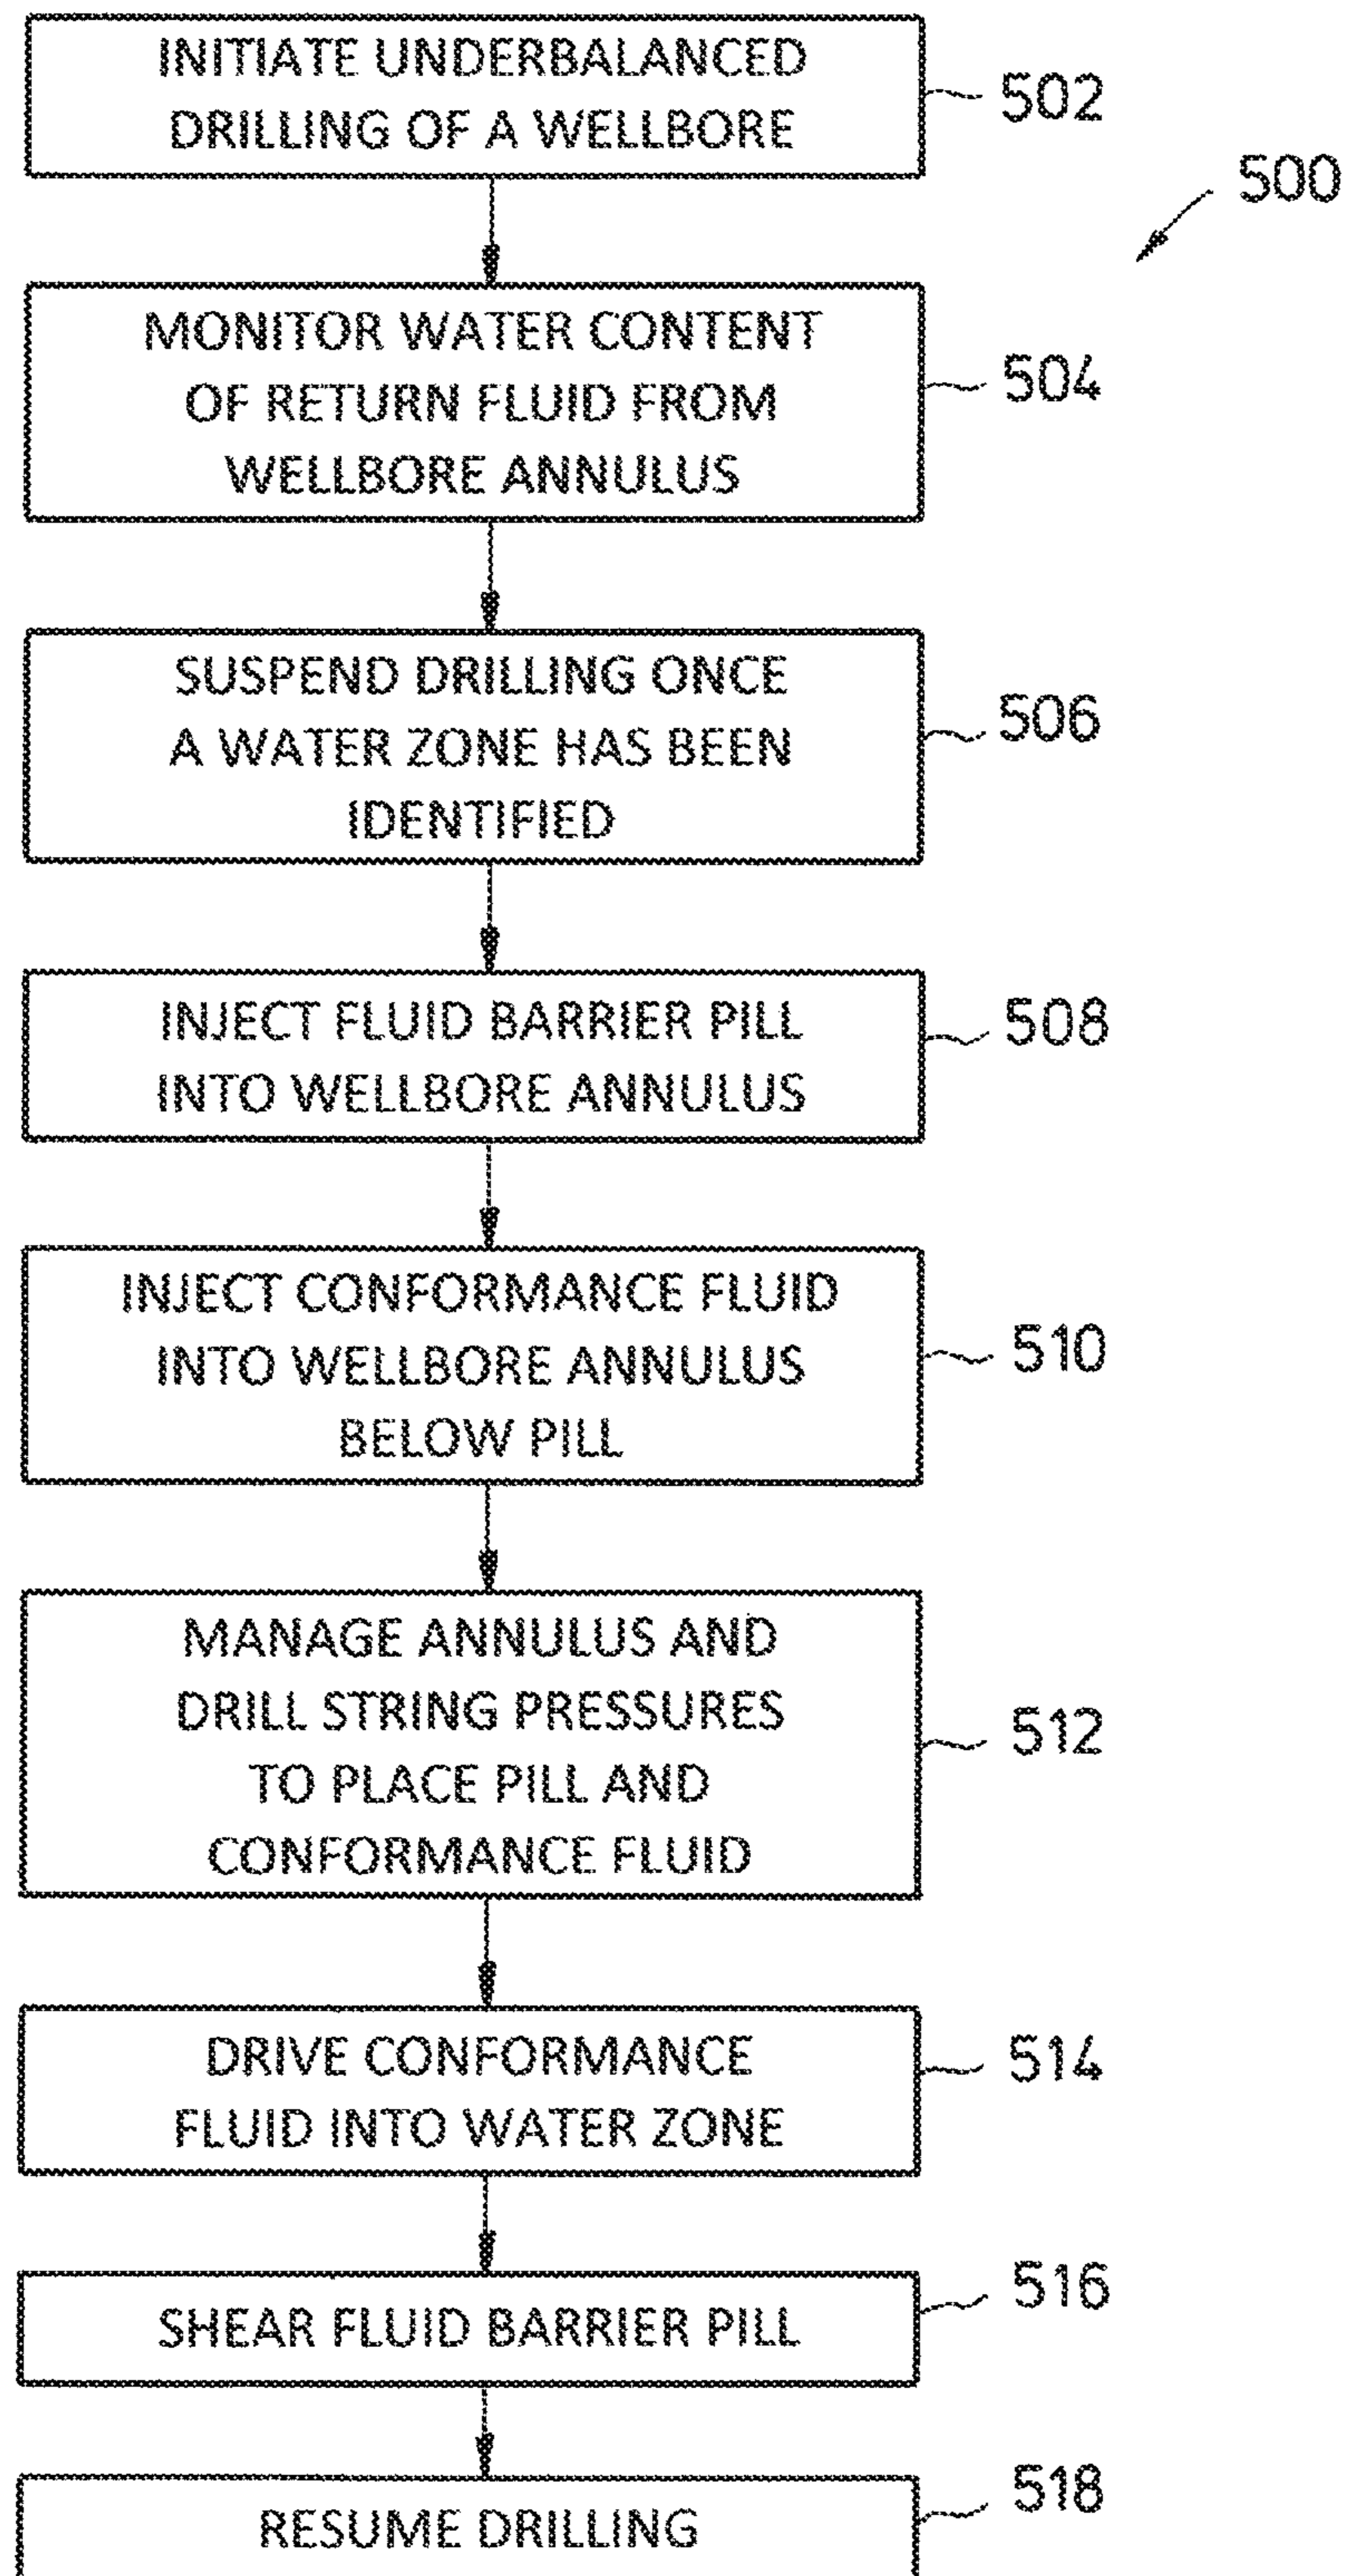 INITIATE UNDERBALANCED
DRILLING OF A WELLBORE
502
500
MONITOR WATER CONTENT
OF RETURN FLUID FROM
WELLBORE ANNULUS
504
SUSPEND DRILLING ONCE
A WATER ZONE HAS BEEN
IDENTIFIED
506
INJECT FLUID BARRIER PILL
INTO WELLBORE ANNULUS
508
INJECT CONFORMANCE FLUID
INTO WELLBORE ANNULUS
BELOW PILL
510
MANAGE ANNULUS AND
DRILL STRING PRESSURES
TO PLACE PILL AND
CONFORMANCE FLUID
512
DRIVE CONFORMANCE
FLUID INTO WATER ZONE
514
SHEAR FLUID BARRIER PILL
516
RESUME DRILLING
518